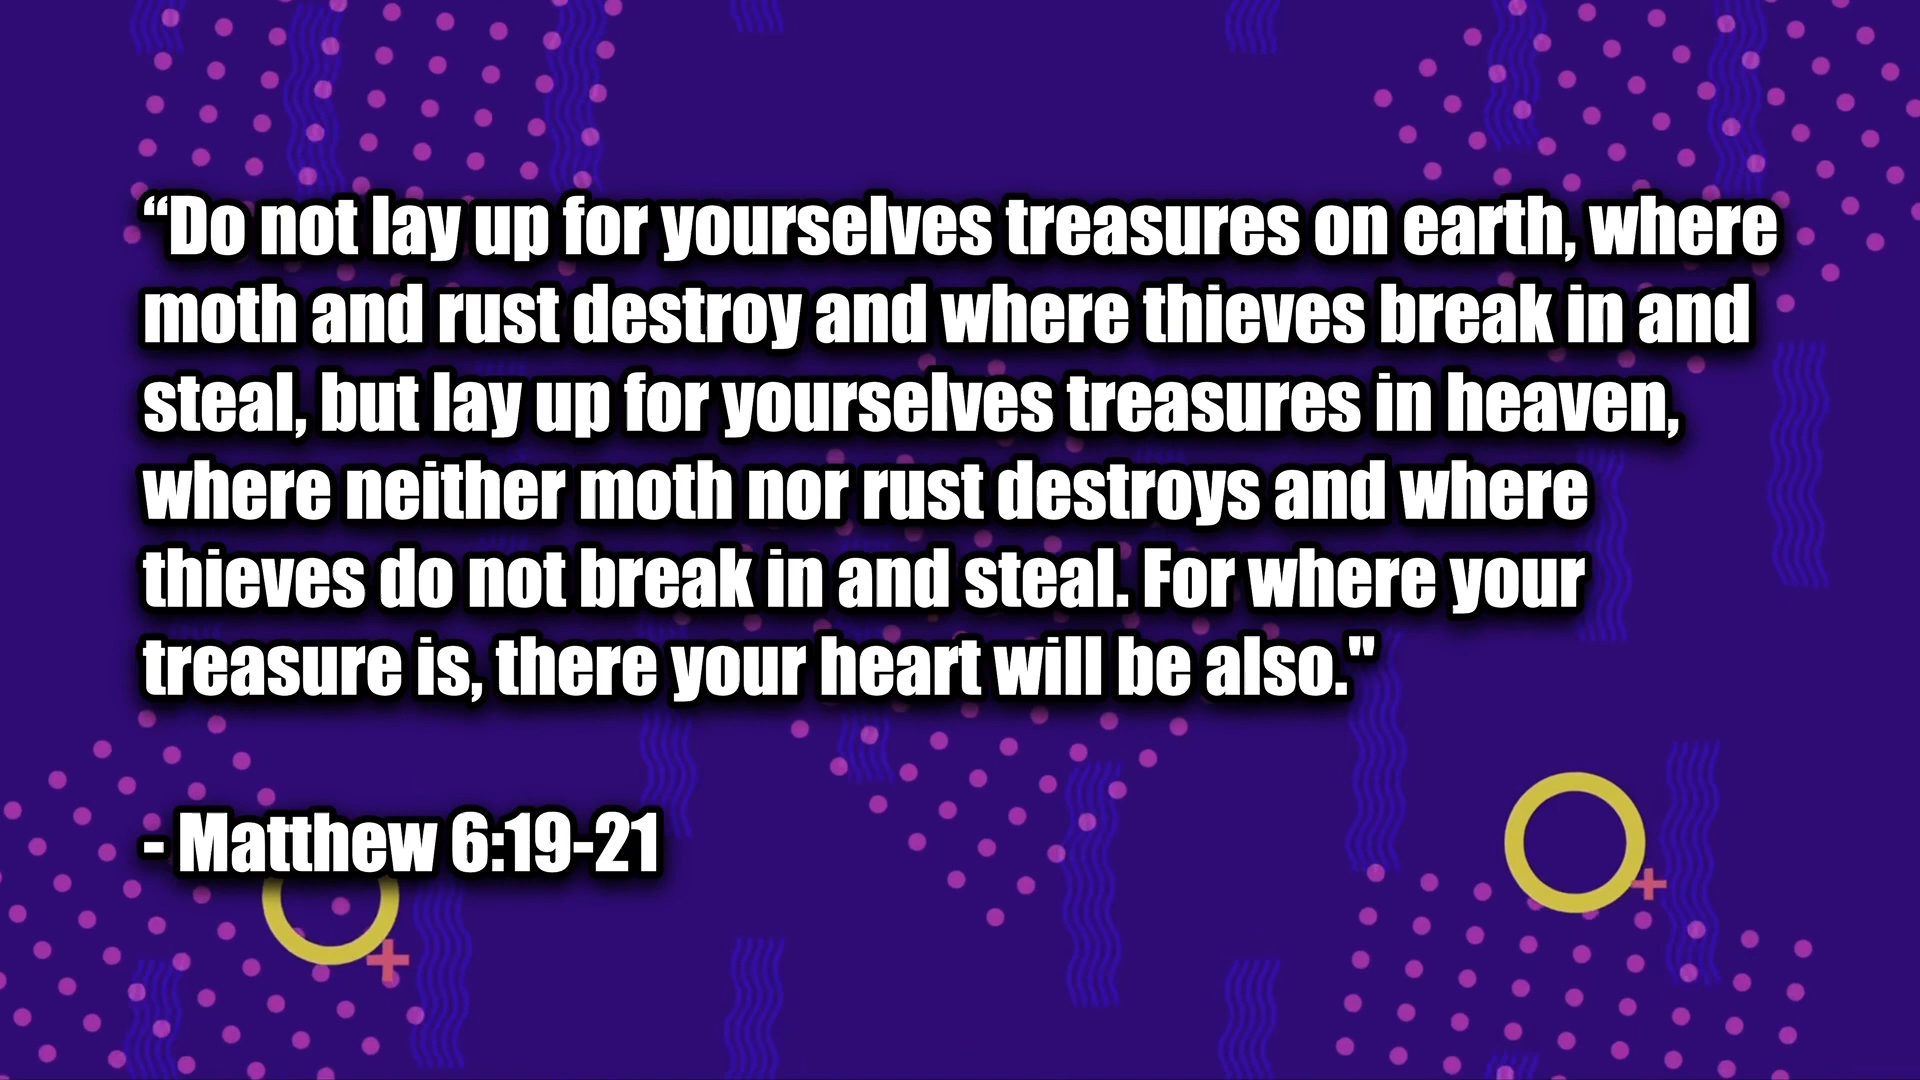 “Do not lay up for yourselves treasures on earth, where
moth and rust destroy and where thieves break in and
steal, but lay up for yourselves treasures in heaven,
where neither moth nor rust destroys and where
thieves do not break in and steal. For where your
treasure is, there your heart will be also."
- Matthew 6:19-21